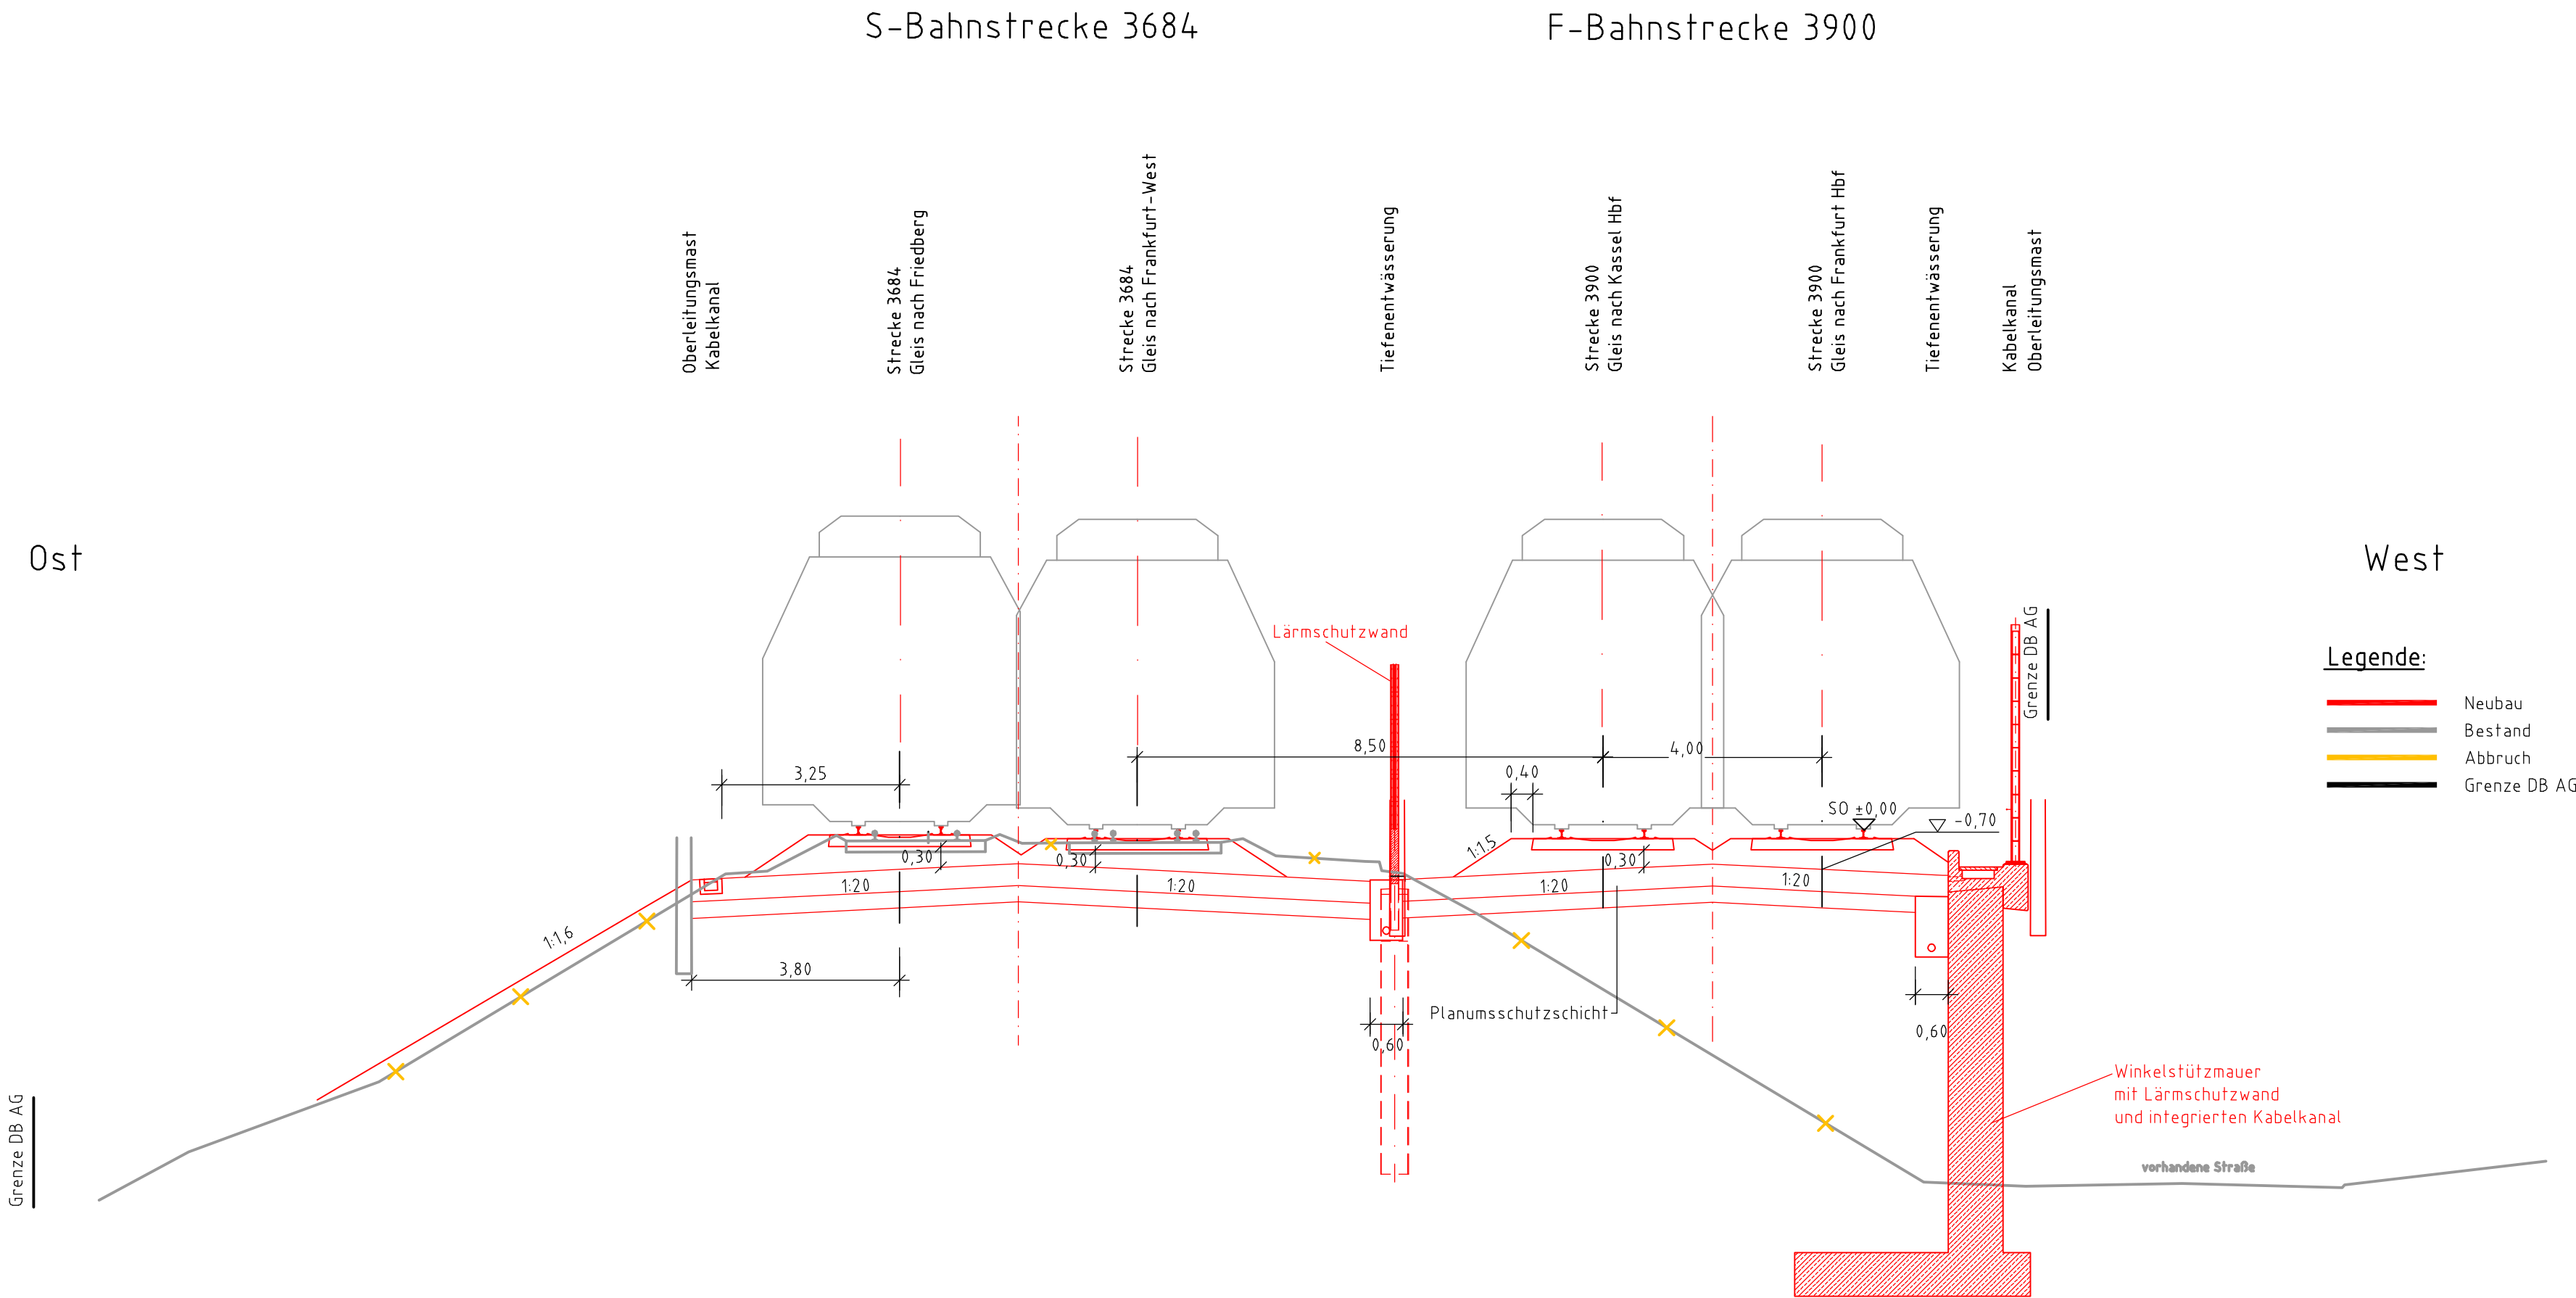 S-Bahnstrecke 3684
F-Bahnstrecke 3900
Oberleitungsmast
Kabelkanal
Strecke 3684
Gleis nach Friedberg
Strecke 3684
Gleis nach Frankfurt-West
Tiefenentwässerung
Strecke 3900
Gleis nach Kassel Hbf
Strecke 3900
Gleis nach Frankfurt Hbf
Tiefenentwässerung
Kabelkanal
Oberleitungsmast
Ost
West
Grenze DB AG
Lärmschutzwand
Legende:
Neubau
Bestand
Abbruch
Grenze DB AG
8,50
4,00
3,25
0,40
SO ±0,00
-0,70
1:1,5
0,30
0,30
0,30
1:20
1:20
1:20
1:20
1:1,6
3,80
Planumsschutzschicht
0,60
0,60
Winkelstützmauer
mit Lärmschutzwand
und integrierten Kabelkanal
vorhandene Straße
Grenze DB AG